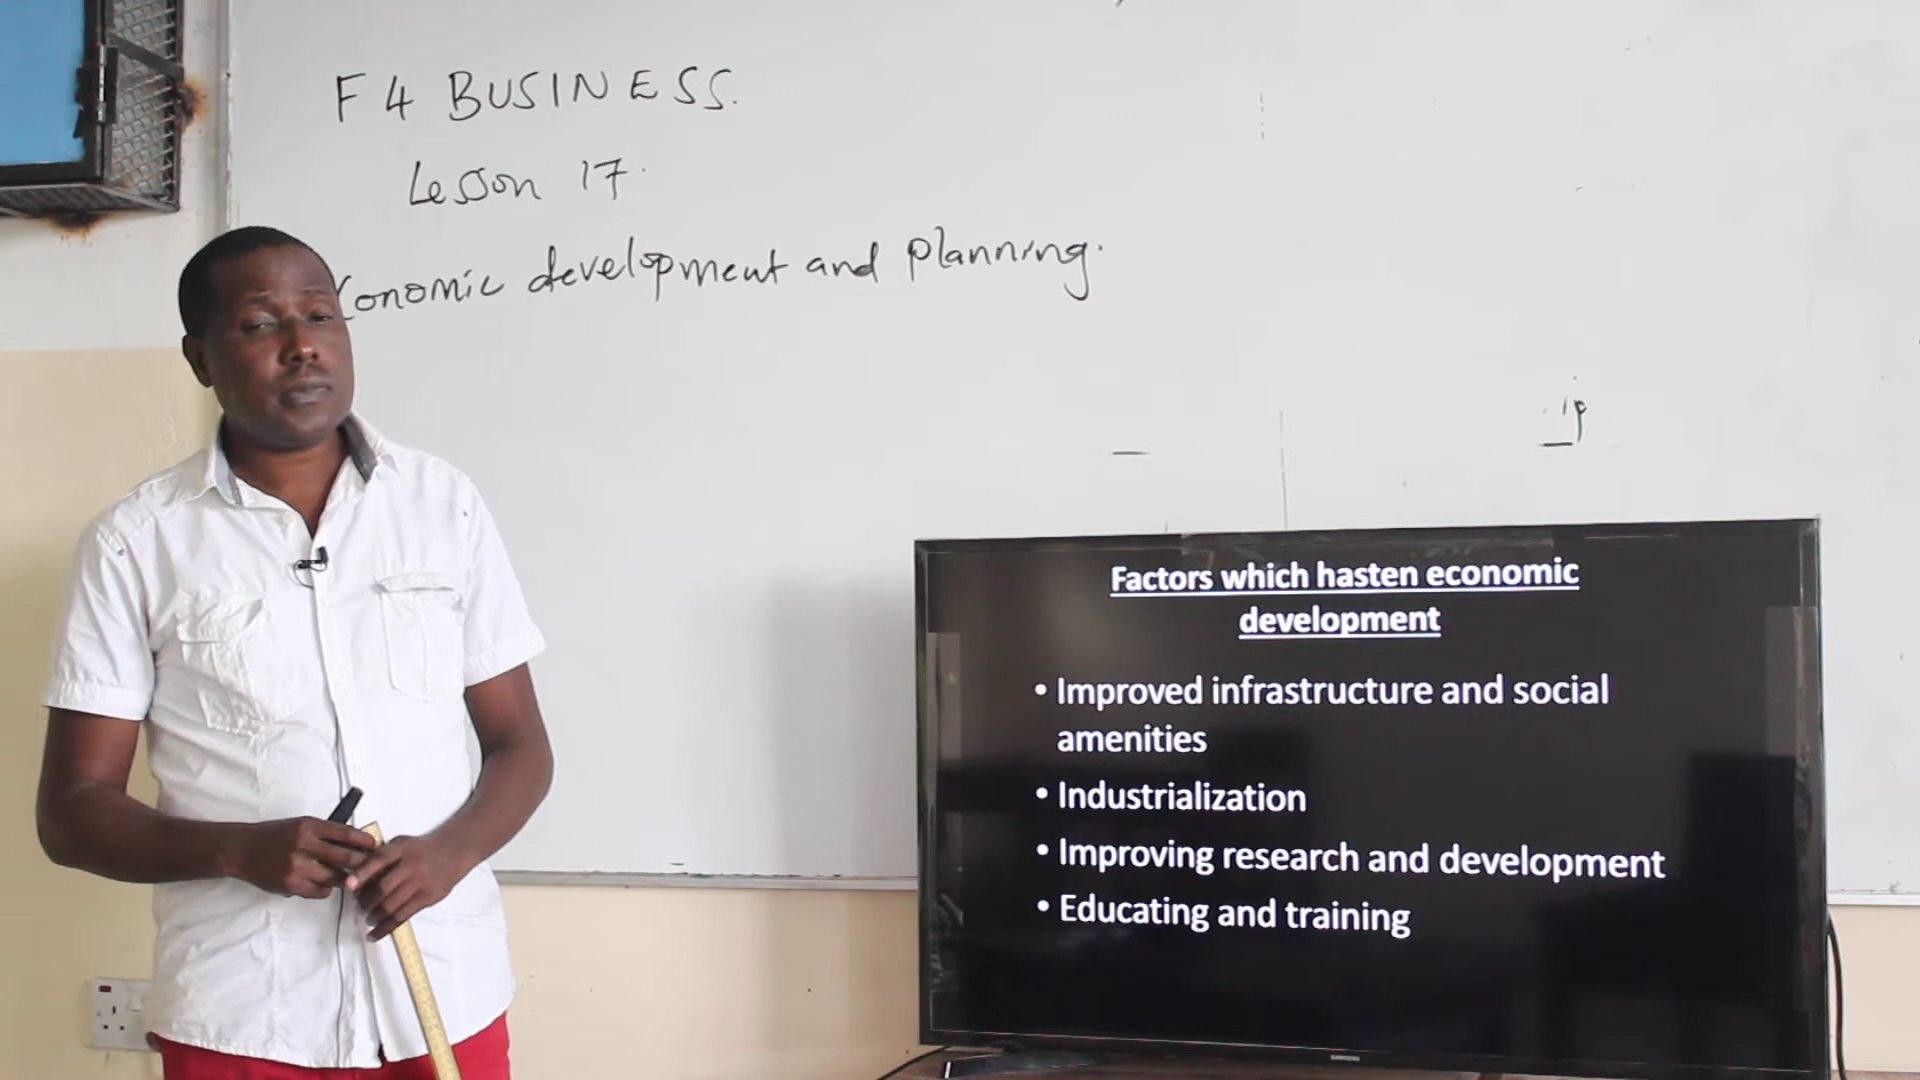 F4 BUSINESS.
Lesson 17.
conomic development and planning.
Factors which hasten economic
development
• Improved infrastructure and social
amenities
• Industrialization
• Improving research and development
• Educating and training
SAMSUNG